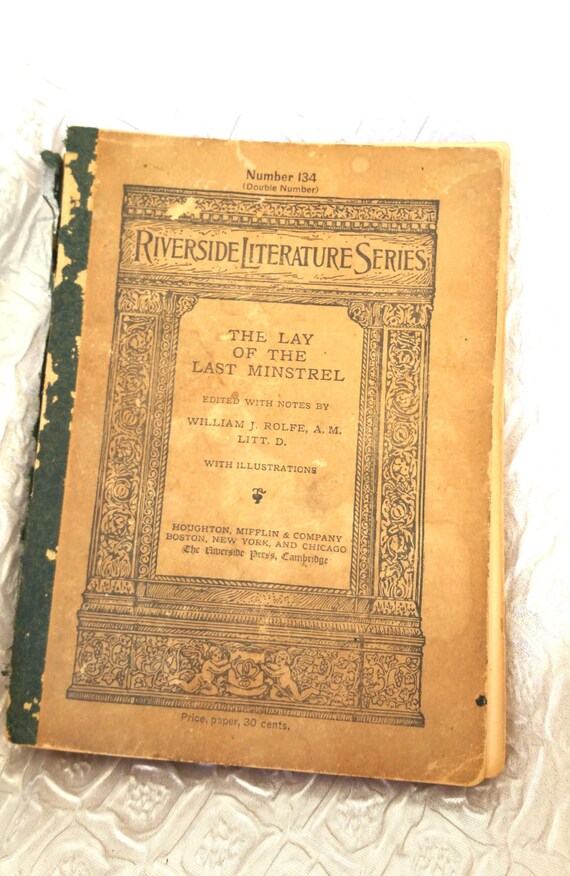 Number 134
(Double Number)
RIVERSIDE LITERATURE SERIES
THE LAY
OF THE
LAST MINSTREL
EDITED WITH NOTES BY
WILLIAM J. ROLFE, A. M.
LITT. D.
WITH ILLUSTRATIONS
HOUGHTON, MIFFLIN & COMPANY
BOSTON, NEW YORK, AND CHICAGO
The Riverside Press, Cambridge
Price, paper, 30 cents.